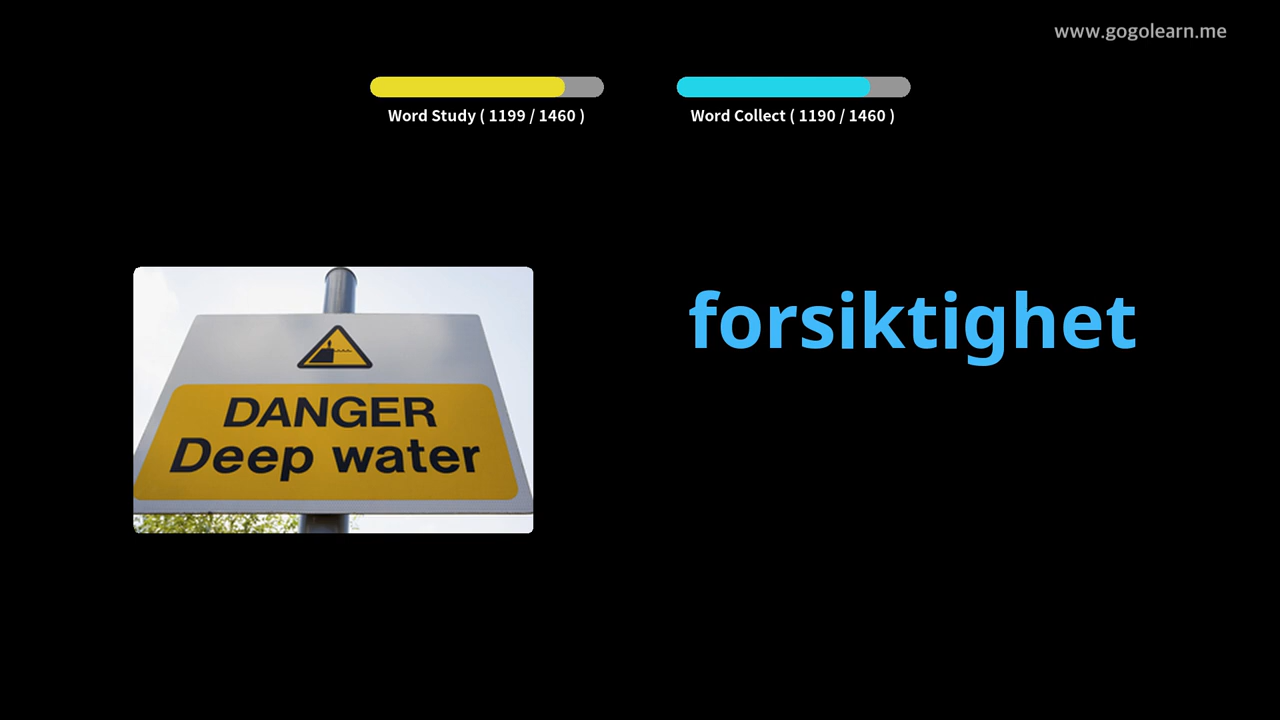 www.gogolearn.me
Word Study ( 1199 / 1460 )
Word Collect ( 1190 / 1460 )
DANGER
Deep water
forsiktighet